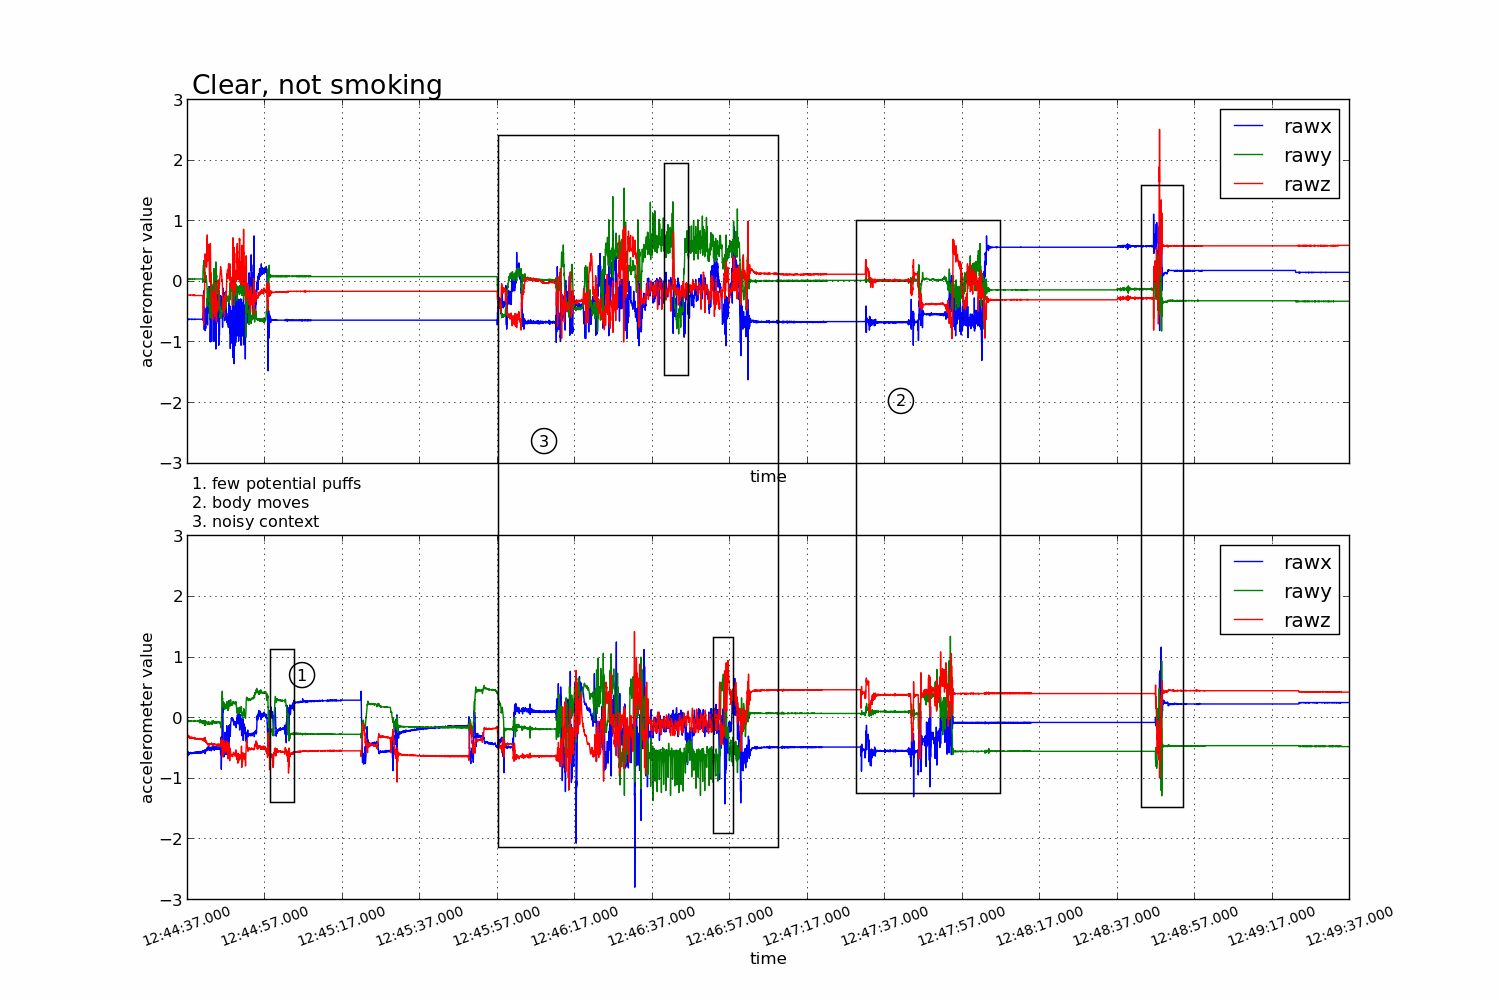 Clear, not smoking
3
2
1
0
−1
−2
−3
accelerometer value
rawx
rawy
rawz
3
2
time
1. few potential puffs
2. body moves
3. noisy context
3
2
1
0
−1
−2
−3
accelerometer value
rawx
rawy
rawz
1
12:44:37.000 12:44:57.000 12:45:17.000 12:45:37.000 12:45:57.000 12:46:17.000 12:46:37.000 12:46:57.000 12:47:17.000 12:47:37.000 12:47:57.000 12:48:17.000 12:48:37.000 12:48:57.000 12:49:17.000 12:49:37.000
time